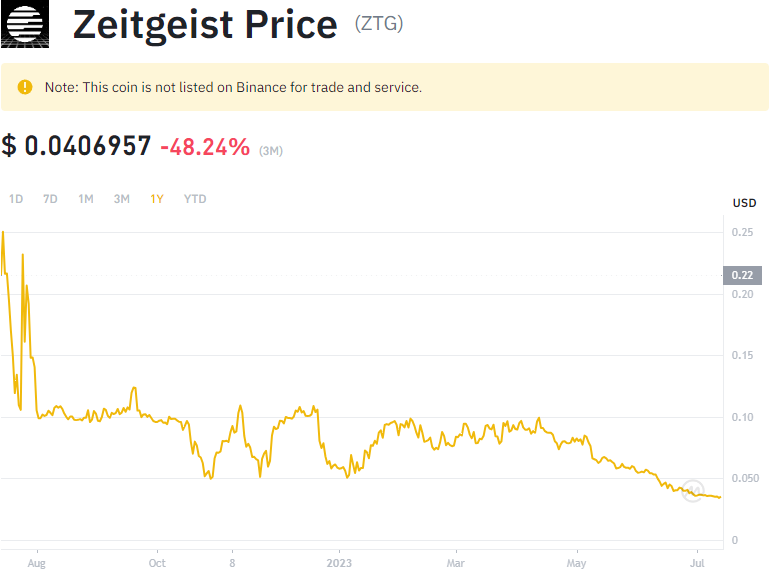 Zeitgeist Price (ZTG)
Note: This coin is not listed on Binance for trade and service.
$ 0.0406957 -48.24% (3M)
1D 7D 1M 3M 1Y YTD
USD
0.25
0.22
0.20
0.15
0.10
0.050
0
Aug Oct 8 2023 Mar May Jul